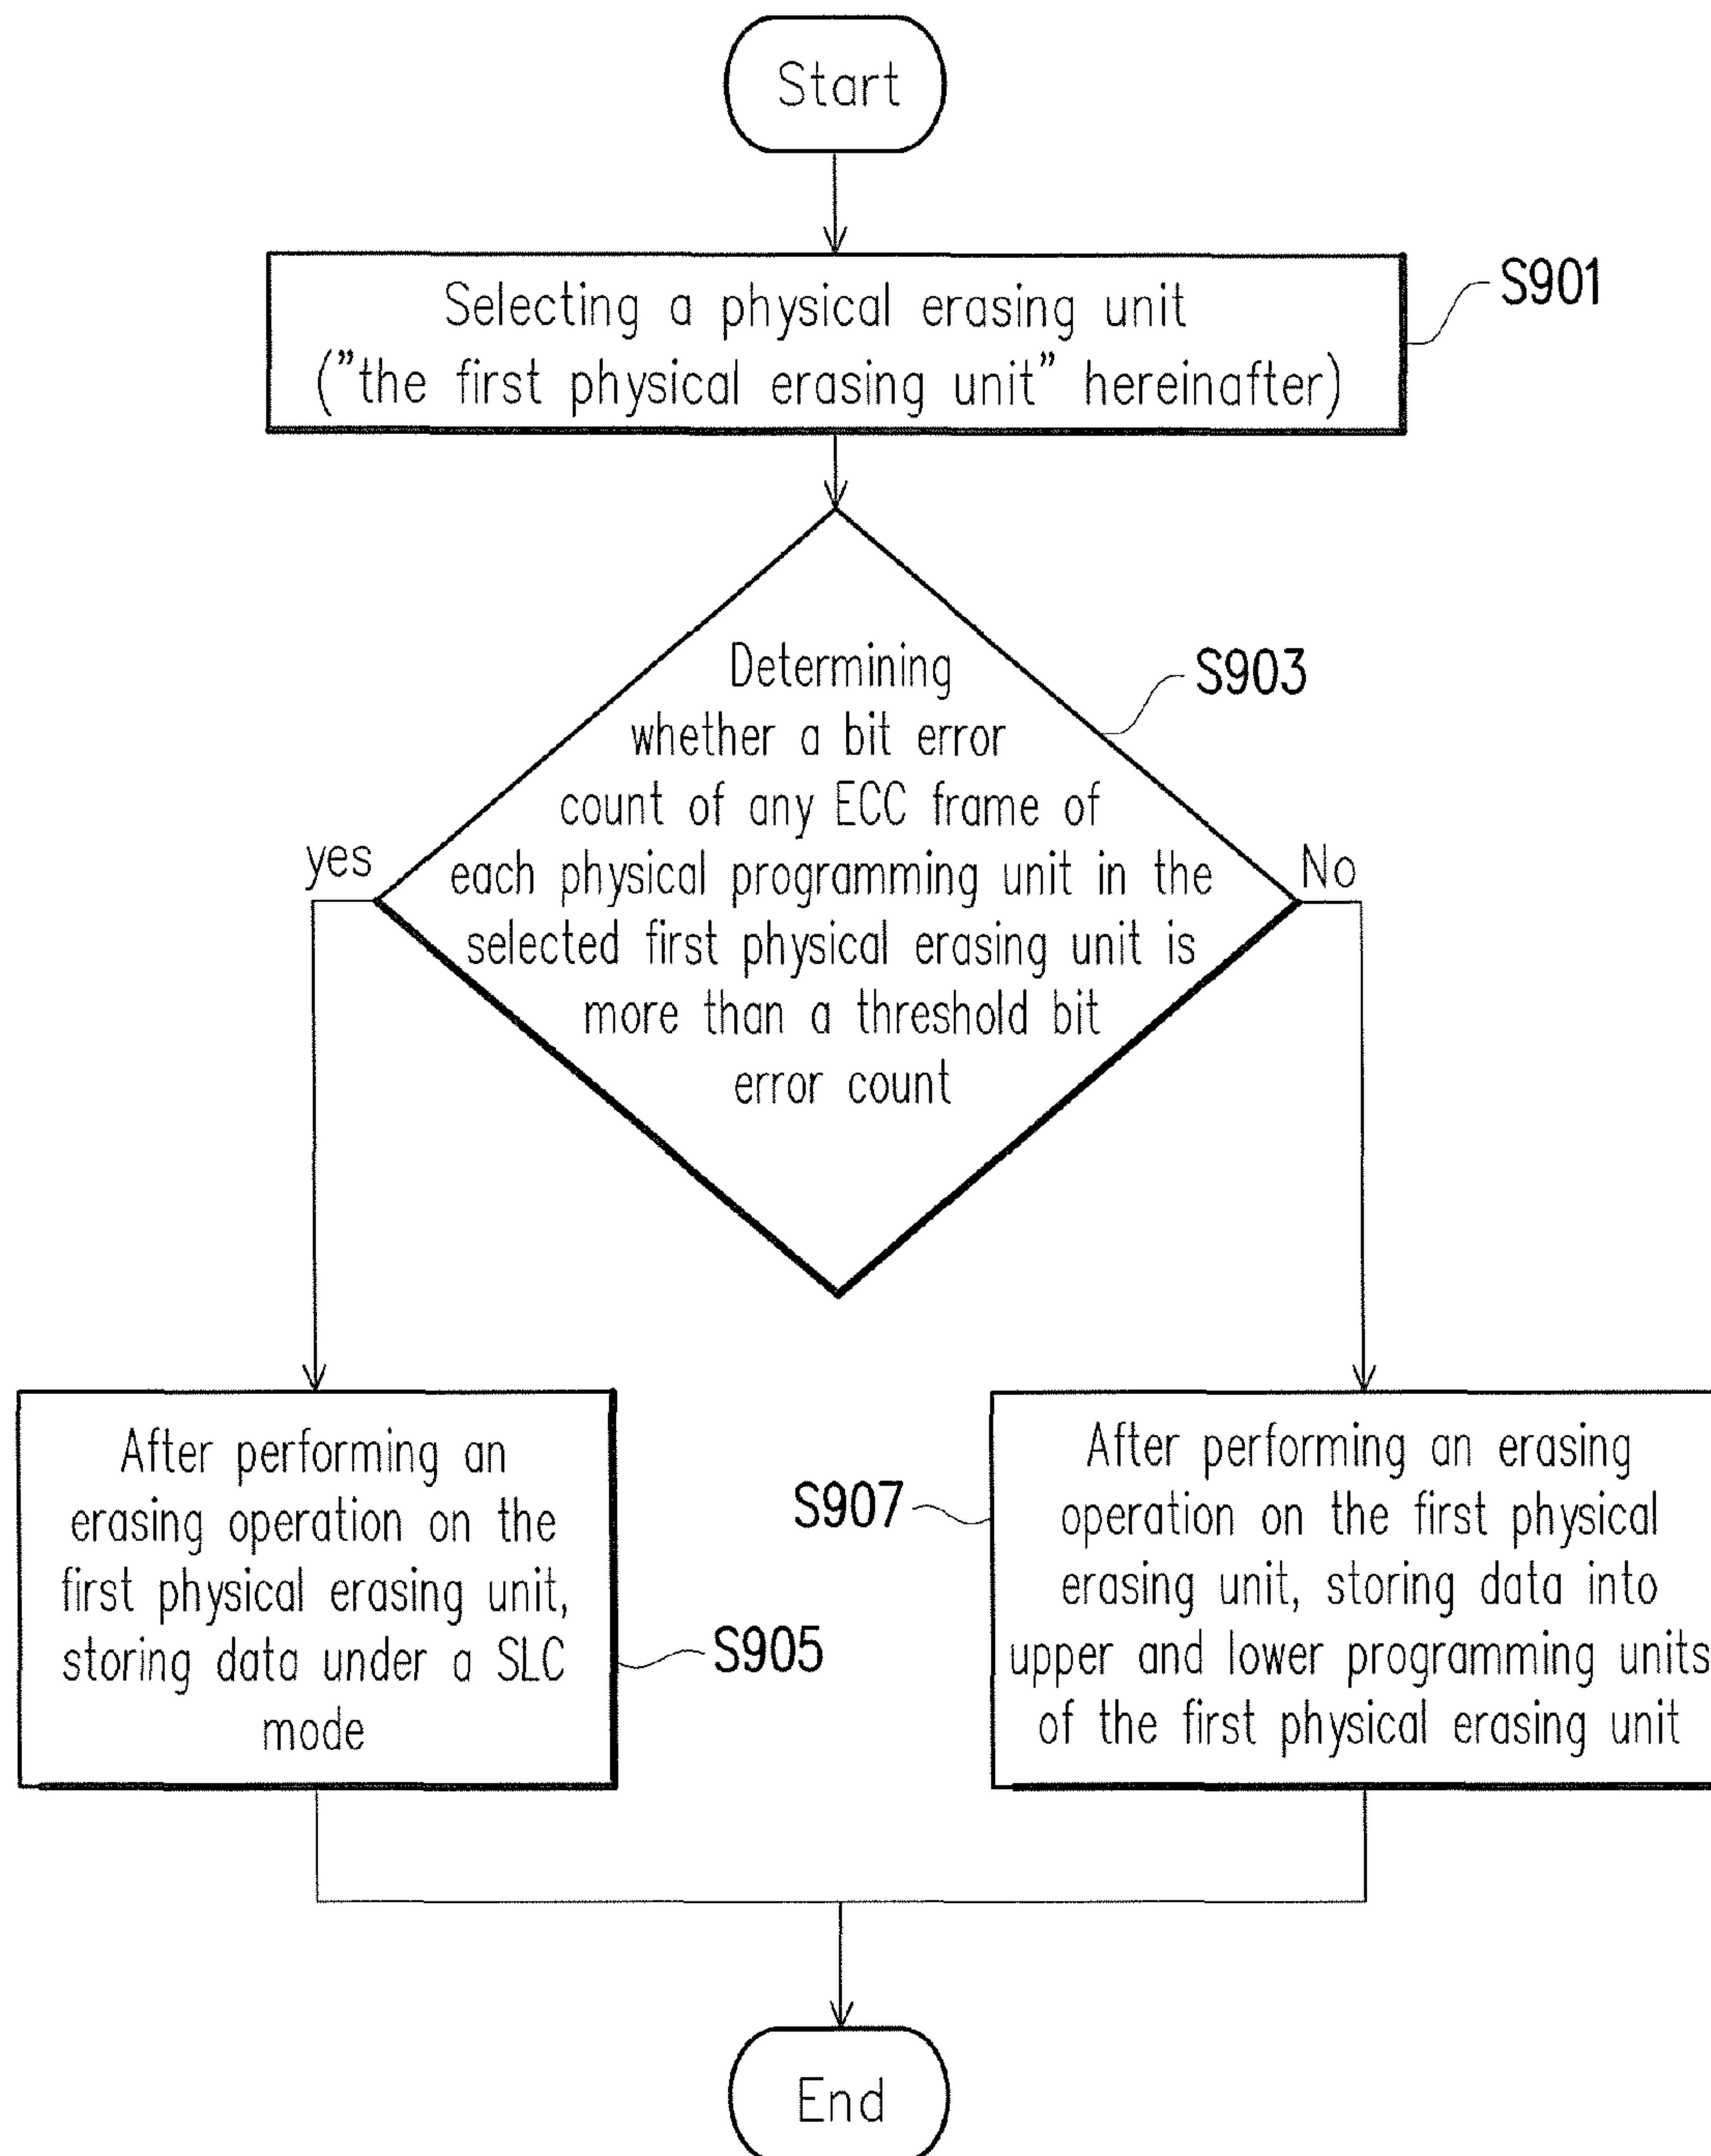 Start
Selecting a physical erasing unit
("the first physical erasing unit" hereinafter)
S901
Determining
whether a bit error
count of any ECC frame of
each physical programming unit in the
selected first physical erasing unit is
more than a threshold bit
error count
S903
yes
No
After performing an
erasing operation on the
first physical erasing unit,
storing data under a SLC
mode
S905
S907
After performing an erasing
operation on the first physical
erasing unit, storing data into
upper and lower programming units
of the first physical erasing unit
End